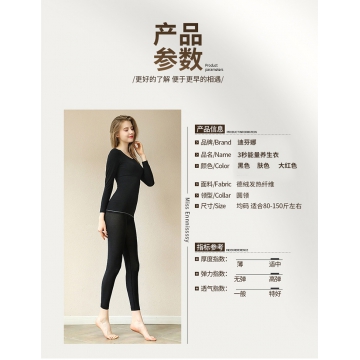 产品
参数
Product
parameters
/更好的了解 便于更早的相遇/
产品信息
品牌/Brand 迪芬娜
品名/Name 3秒能量养生衣
颜色/Color 黑色 肤色 大红色
面料/Fabric 德绒发热纤维
领型/Collar 圆领
尺寸/Size 均码 适合80-150斤左右
Miss Ennnisssy
指标参考
厚度指数: 薄 适中
弹力指数: 无弹 高弹
透气指数: 一般 特好